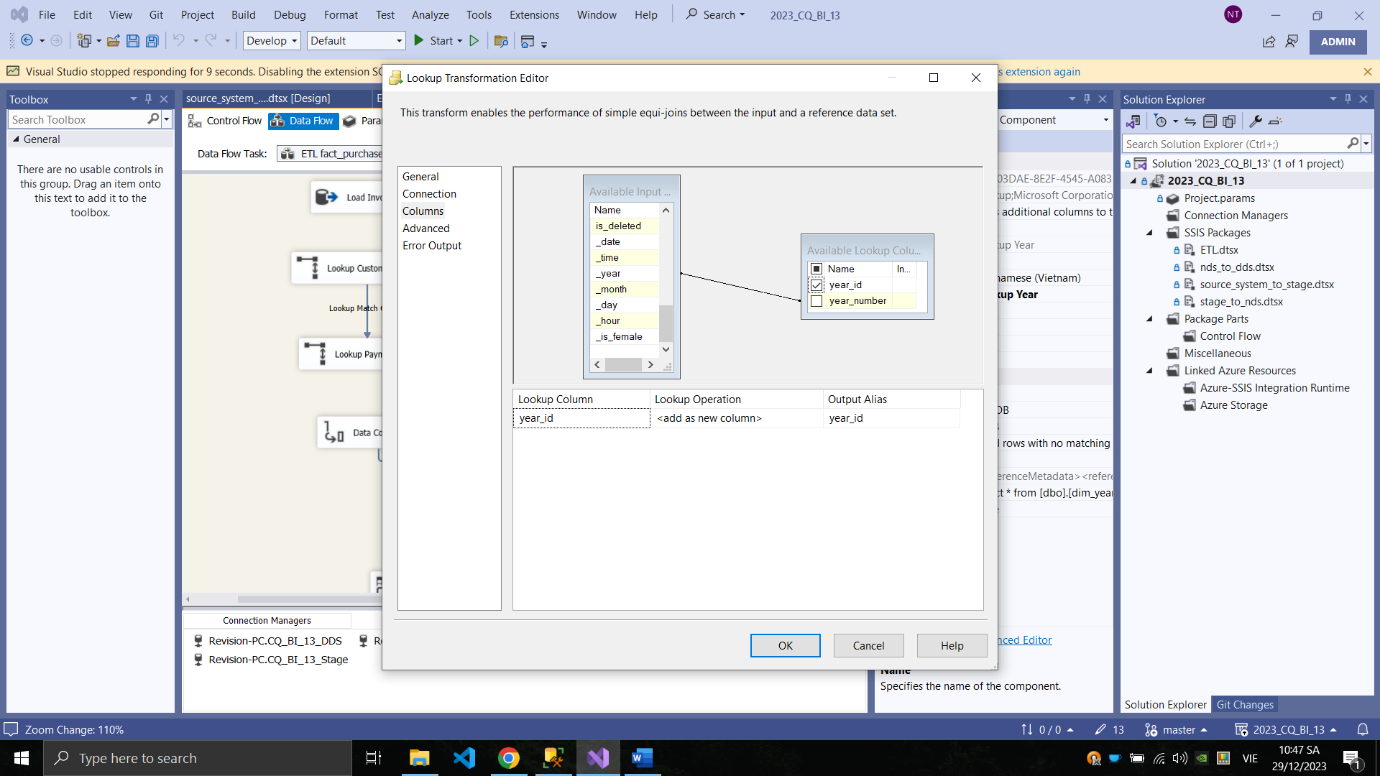 File Edit View Git Project Build Debug Format Test Analyze Tools Extensions Window Help Search 2023_CQ_BI_13 NT
Develop Default Start ADMIN
Visual Studio stopped responding for 9 seconds. Disabling the extension s extension again
Toolbox
Search Toolbox
General
There are no usable controls in
this group. Drag an item onto
this text to add it to the
toolbox.
source_system_....dtsx [Design]
Control Flow Data Flow Para
Data Flow Task: ETL fact_purchase
Load Inv
Lookup Custom
Lookup Match
Lookup Paym
Data Co
Connection Managers
Revision-PC.CQ_BI_13_DDS
Revision-PC.CQ_BI_13_Stage
Lookup Transformation Editor
This transform enables the performance of simple equi-joins between the input and a reference data set.
General
Connection
Columns
Advanced
Error Output
Available Input ...
Name
is_deleted
_date
_time
_year
_month
_day
_hour
_is_female
Available Lookup Colu...
Name In...
year_id
year_number
Lookup Column Lookup Operation Output Alias
year_id <add as new column> year_id
OK Cancel Help
Component
03DAE-8E2F-4545-A083
kup;Microsoft Corporatio
s additional columns to t
kup Year
namese (Vietnam)
kup Year
DB
rows with no matching
erenceMetadata><refere
ct * from [dbo].[dim_year
nced Editor
Name
Specifies the name of the component.
Solution Explorer
Search Solution Explorer (Ctrl+;)
Solution '2023_CQ_BI_13' (1 of 1 project)
2023_CQ_BI_13
Project.params
Connection Managers
SSIS Packages
ETL.dtsx
nds_to_dds.dtsx
source_system_to_stage.dtsx
stage_to_nds.dtsx
Package Parts
Control Flow
Miscellaneous
Linked Azure Resources
Azure-SSIS Integration Runtime
Azure Storage
Solution Explorer Git Changes
Zoom Change: 110% 0 / 0 13 master 2023_CQ_BI_13
Type here to search
VIE
10:47 SA
29/12/2023
1